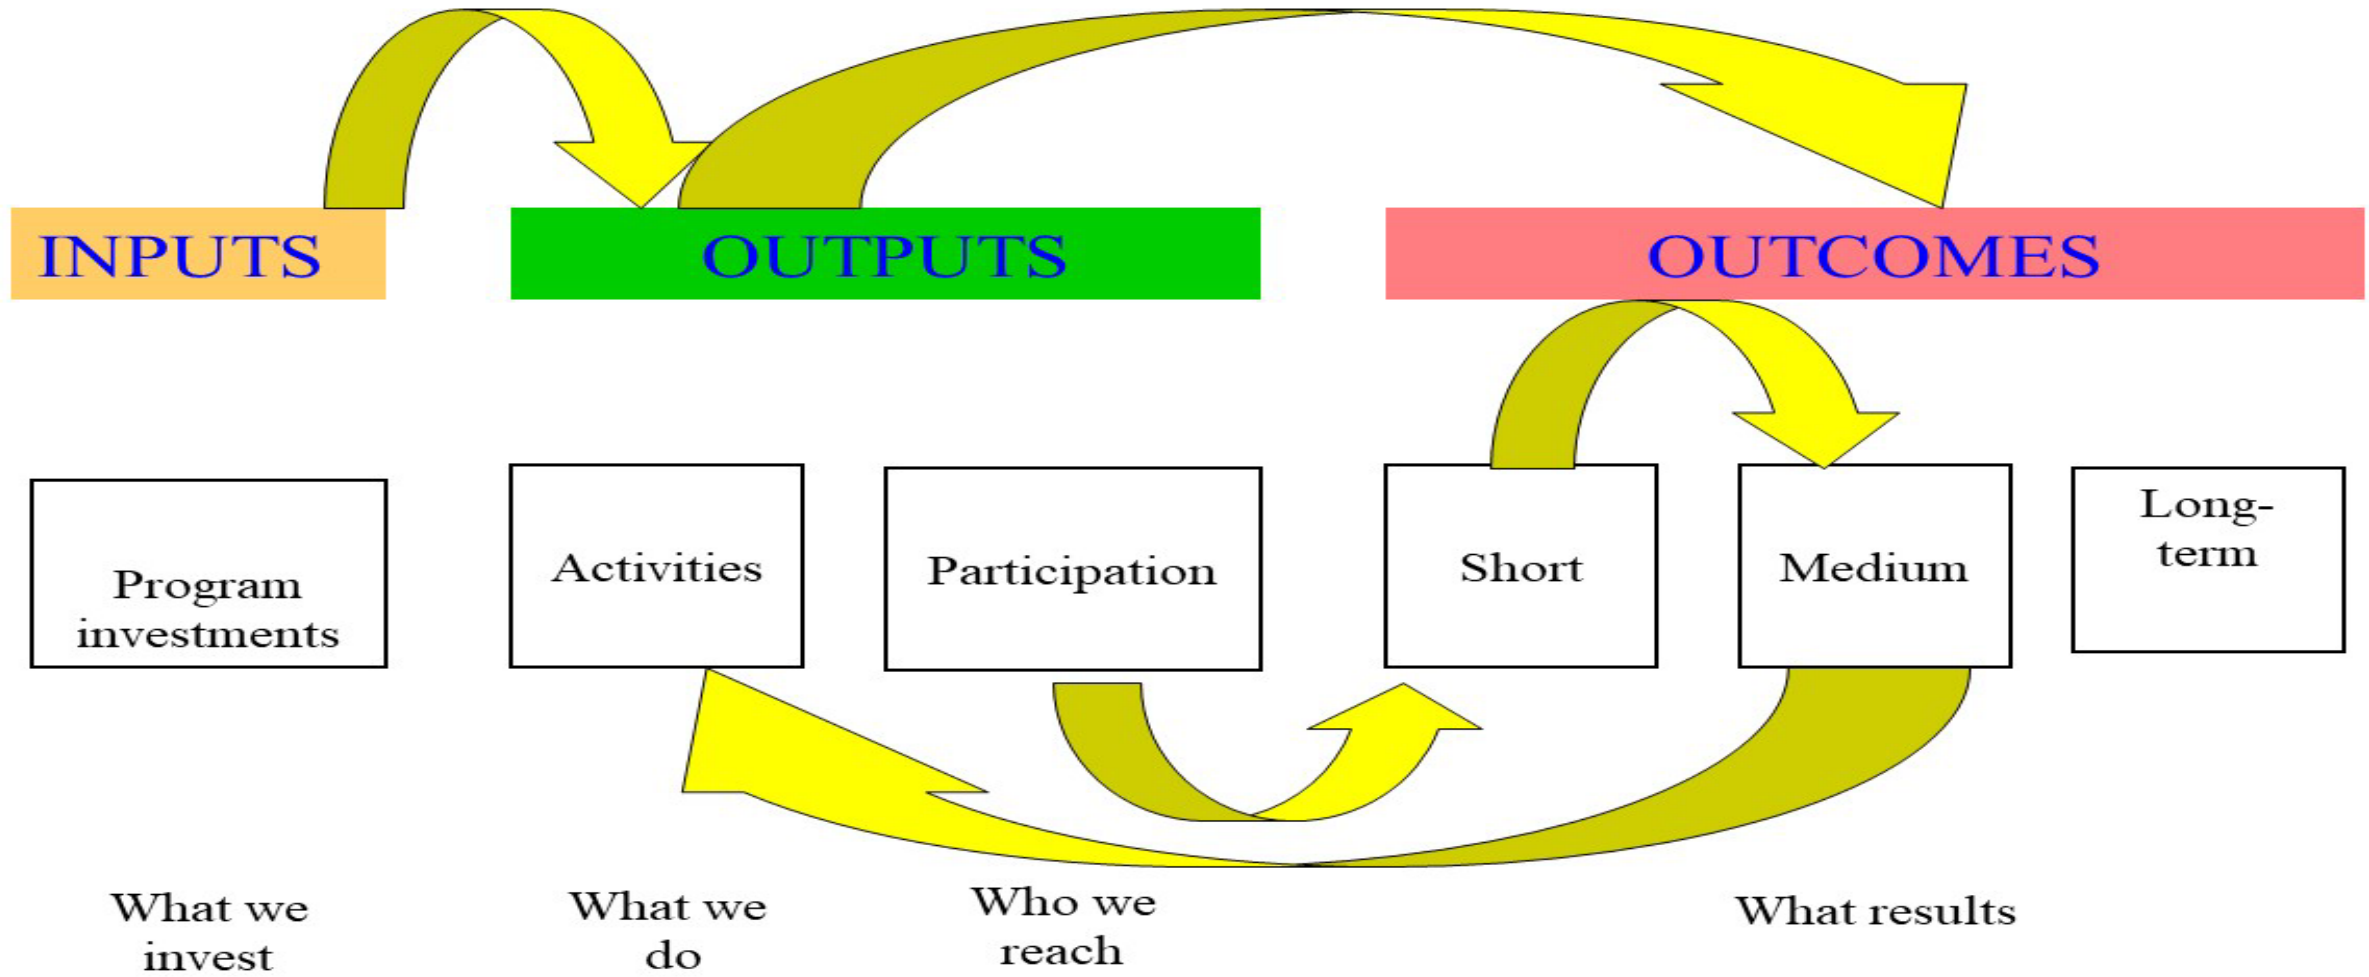 INPUTS
OUTPUTS
OUTCOMES
Program
investments
Activities
Participation
Short
Medium
Long-
term
What we
invest
What we
do
Who we
reach
What results